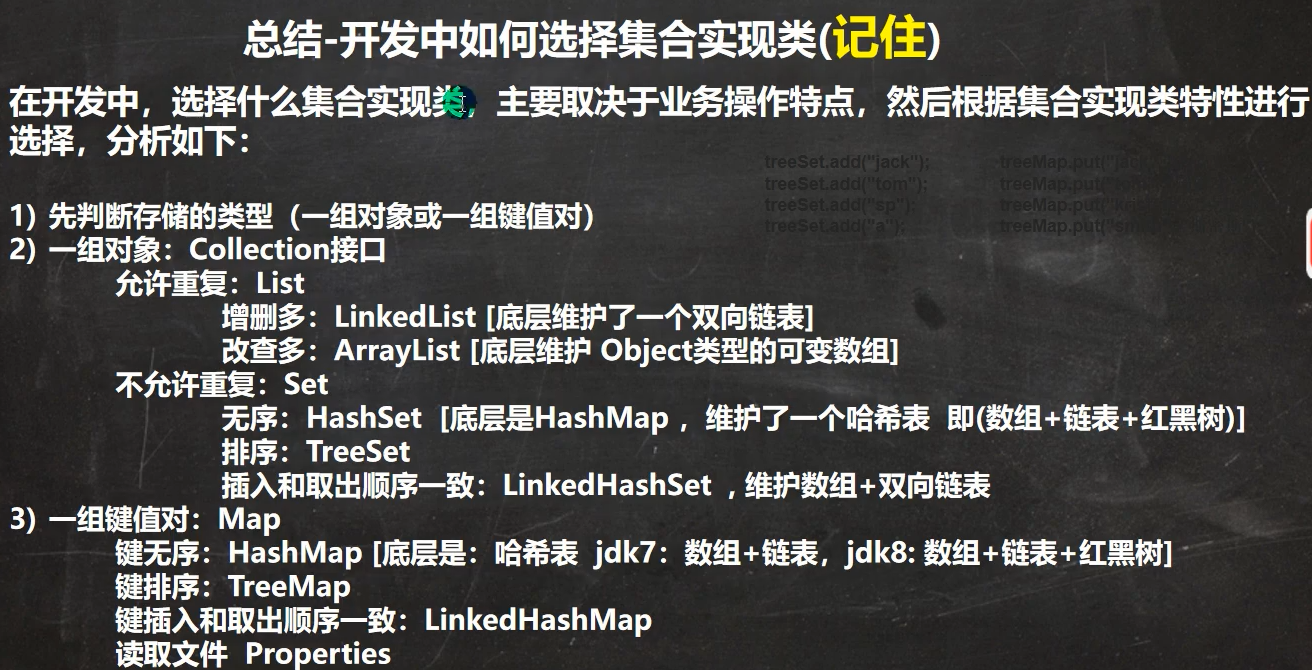 总结-开发中如何选择集合实现类(记住)
在开发中，选择什么集合实现类，主要取决于业务操作特点，然后根据集合实现类特性进行
选择，分析如下：
treeSet.add("jack");
treeSet.add("tom");
treeSet.add("sp");
treeSet.add("a");
treeMap.put("jack
treeMap.put("
treeMap.put("
treeMap.put("
1) 先判断存储的类型（一组对象或一组键值对）
2) 一组对象：Collection接口
允许重复：List
增删多：LinkedList [底层维护了一个双向链表]
改查多：ArrayList [底层维护 Object类型的可变数组]
不允许重复：Set
无序：HashSet [底层是HashMap ，维护了一个哈希表 即(数组+链表+红黑树)]
排序：TreeSet
插入和取出顺序一致：LinkedHashSet , 维护数组+双向链表
3) 一组键值对：Map
键无序：HashMap [底层是：哈希表 jdk7：数组+链表，jdk8: 数组+链表+红黑树]
键排序：TreeMap
键插入和取出顺序一致：LinkedHashMap
读取文件 Properties